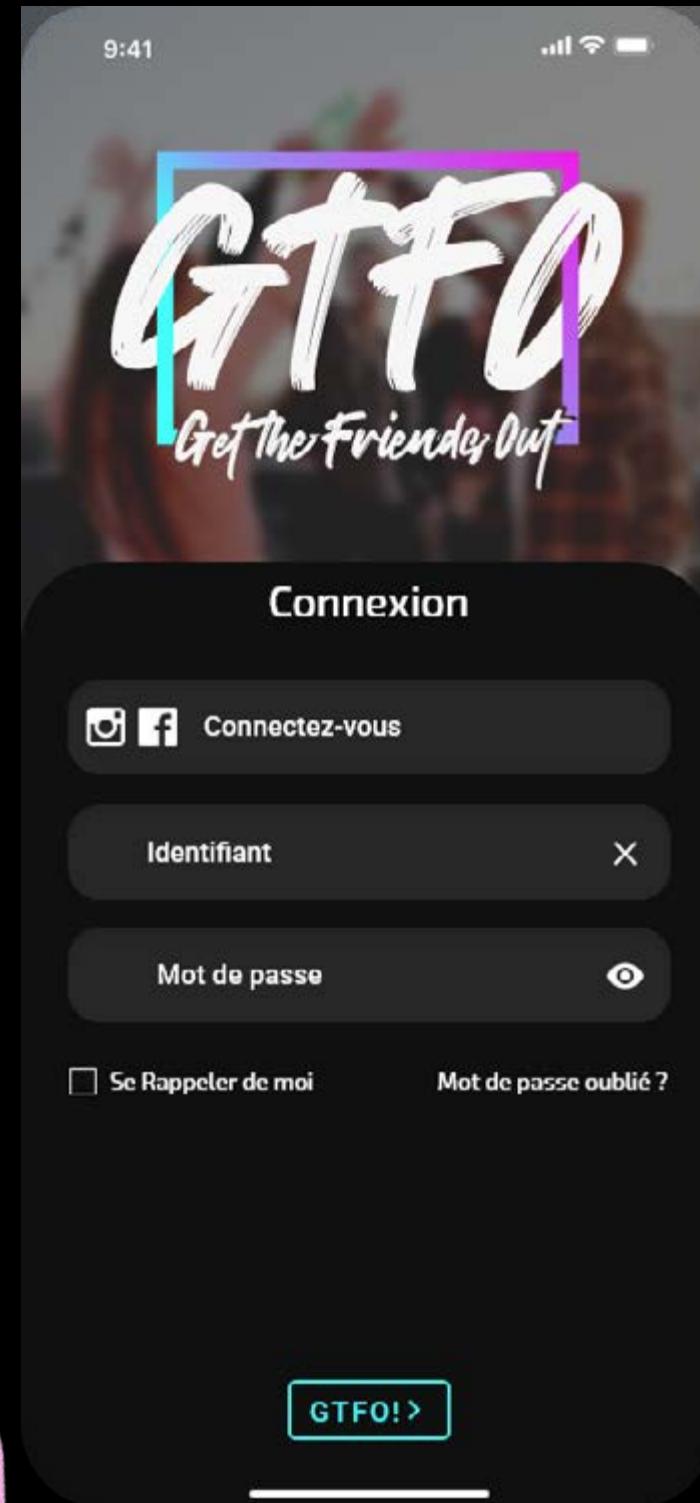 9:41
GTFO
Get The Friends Out
Connexion
Connectez-vous
Identifiant
Mot de passe
Se Rappeler de moi
Mot de passe oublié ?
GTFO!>